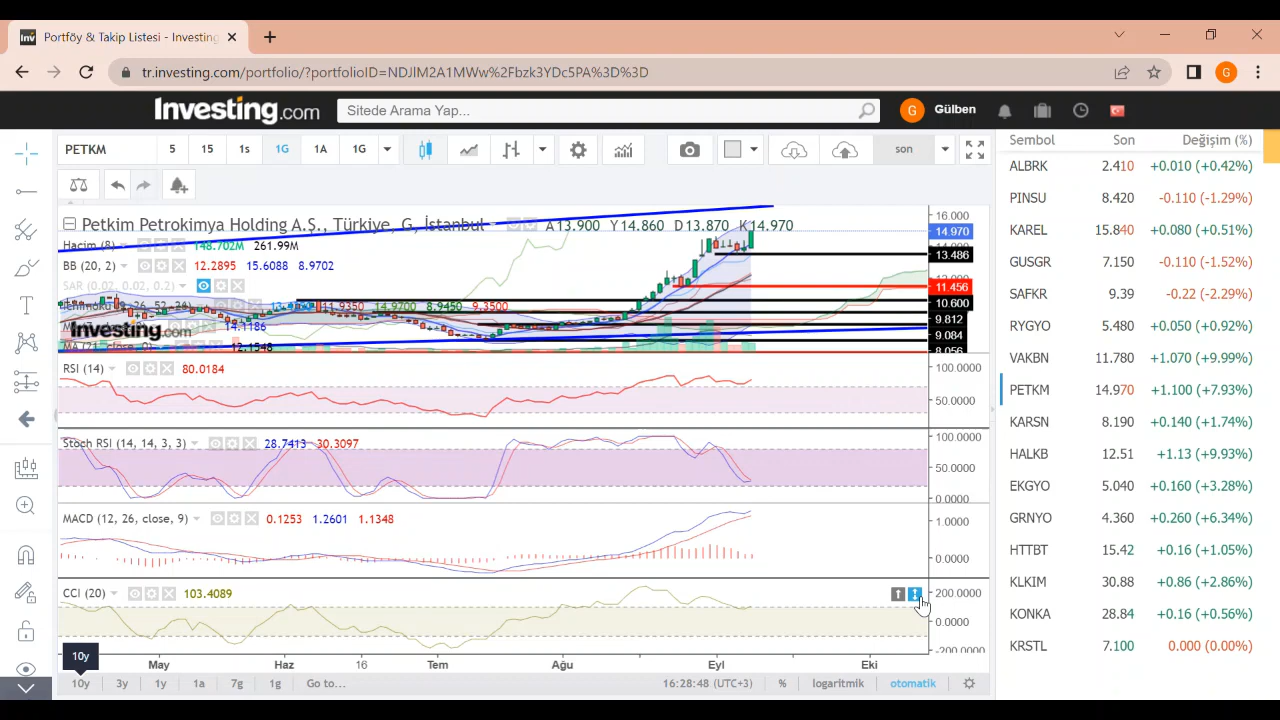 Portföy & Takip Listesi - Investing
tr.investing.com/portfolio/?portfolioID=NDJlM2A1MWw%2Fbzk3YDc5PA%3D%3D
G
Investing.com
Sitede Arama Yap...
G Gülben
PETKM 5 15 1s 1G 1A 1G son
Sembol Son Değişim (%)
ALBRK 2.410 +0.010 (+0.42%)
PINSU 8.420 -0.110 (-1.29%)
KAREL 15.840 +0.080 (+0.51%)
GUSGR 7.150 -0.110 (-1.52%)
SAFKR 9.39 -0.22 (-2.29%)
RYGYO 5.480 +0.050 (+0.92%)
VAKBN 11.780 +1.070 (+9.99%)
PETKM 14.970 +1.100 (+7.93%)
KARSN 8.190 +0.140 (+1.74%)
HALKB 12.51 +1.13 (+9.93%)
EKGYO 5.040 +0.160 (+3.28%)
GRNYO 4.360 +0.260 (+6.34%)
HTTBT 15.42 +0.16 (+1.05%)
KLKIM 30.88 +0.86 (+2.86%)
KONKA 28.84 +0.16 (+0.56%)
KRSTL 7.100 0.000 (0.00%)
Petkim Petrokimya Holding A.Ş., Türkiye, G, İstanbul A13.900 Y14.860 D13.870 K14.970
Hacim (8) 148.702M 261.99M
BB (20, 2) 12.2895 15.6088 8.9702
SAR (0.02, 0.02, 0.2)
11.9350 14.9700 8.9450 9.3500
Investing.com
14.1186
12.1548
16.000
14.970
13.486
12.000
11.456
10.600
9.812
9.084
8.056
RSI (14) 80.0184
100.0000
50.0000
Stoch RSI (14, 14, 3, 3) 28.7413 30.3097
100.0000
50.0000
0.0000
MACD (12, 26, close, 9) 0.1253 1.2601 1.1348
1.0000
0.0000
CCI (20) 103.4089
200.0000
0.0000
-200.0000
10y
May Haz 16 Tem Ağu Eyl Eki
10y 3y 1y 1a 7g 1g Go to... 16:28:48 (UTC+3) % logaritmik otomatik